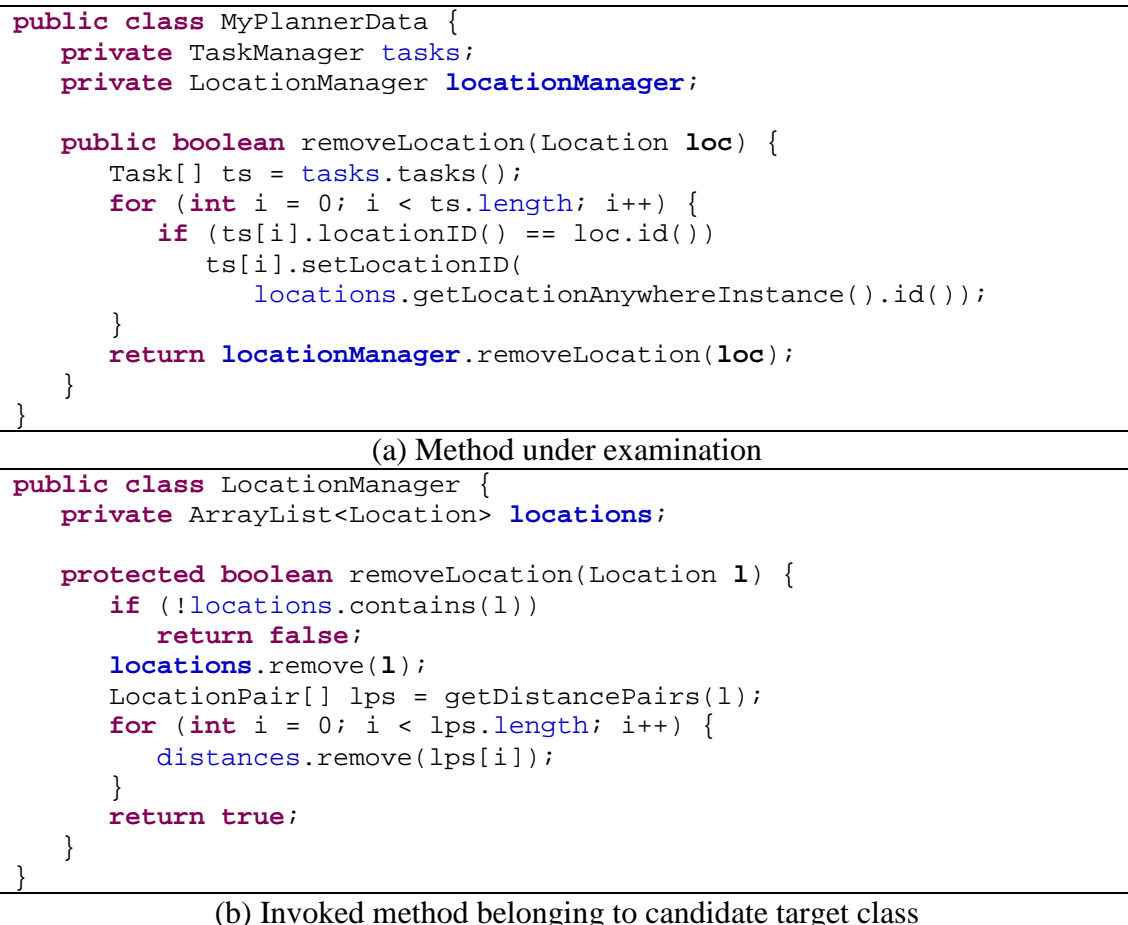 public class MyPlannerData {
   private TaskManager tasks;
   private LocationManager locationManager;

   public boolean removeLocation(Location loc) {
      Task[] ts = tasks.tasks();
      for (int i = 0; i < ts.length; i++) {
         if (ts[i].locationID() == loc.id())
            ts[i].setLocationID(
               locations.getLocationAnywhereInstance().id());
      }
      return locationManager.removeLocation(loc);
   }
}
(a) Method under examination
public class LocationManager {
   private ArrayList<Location> locations;

   protected boolean removeLocation(Location l) {
      if (!locations.contains(l))
         return false;
      locations.remove(l);
      LocationPair[] lps = getDistancePairs(l);
      for (int i = 0; i < lps.length; i++) {
         distances.remove(lps[i]);
      }
      return true;
   }
}
(b) Invoked method belonging to candidate target class